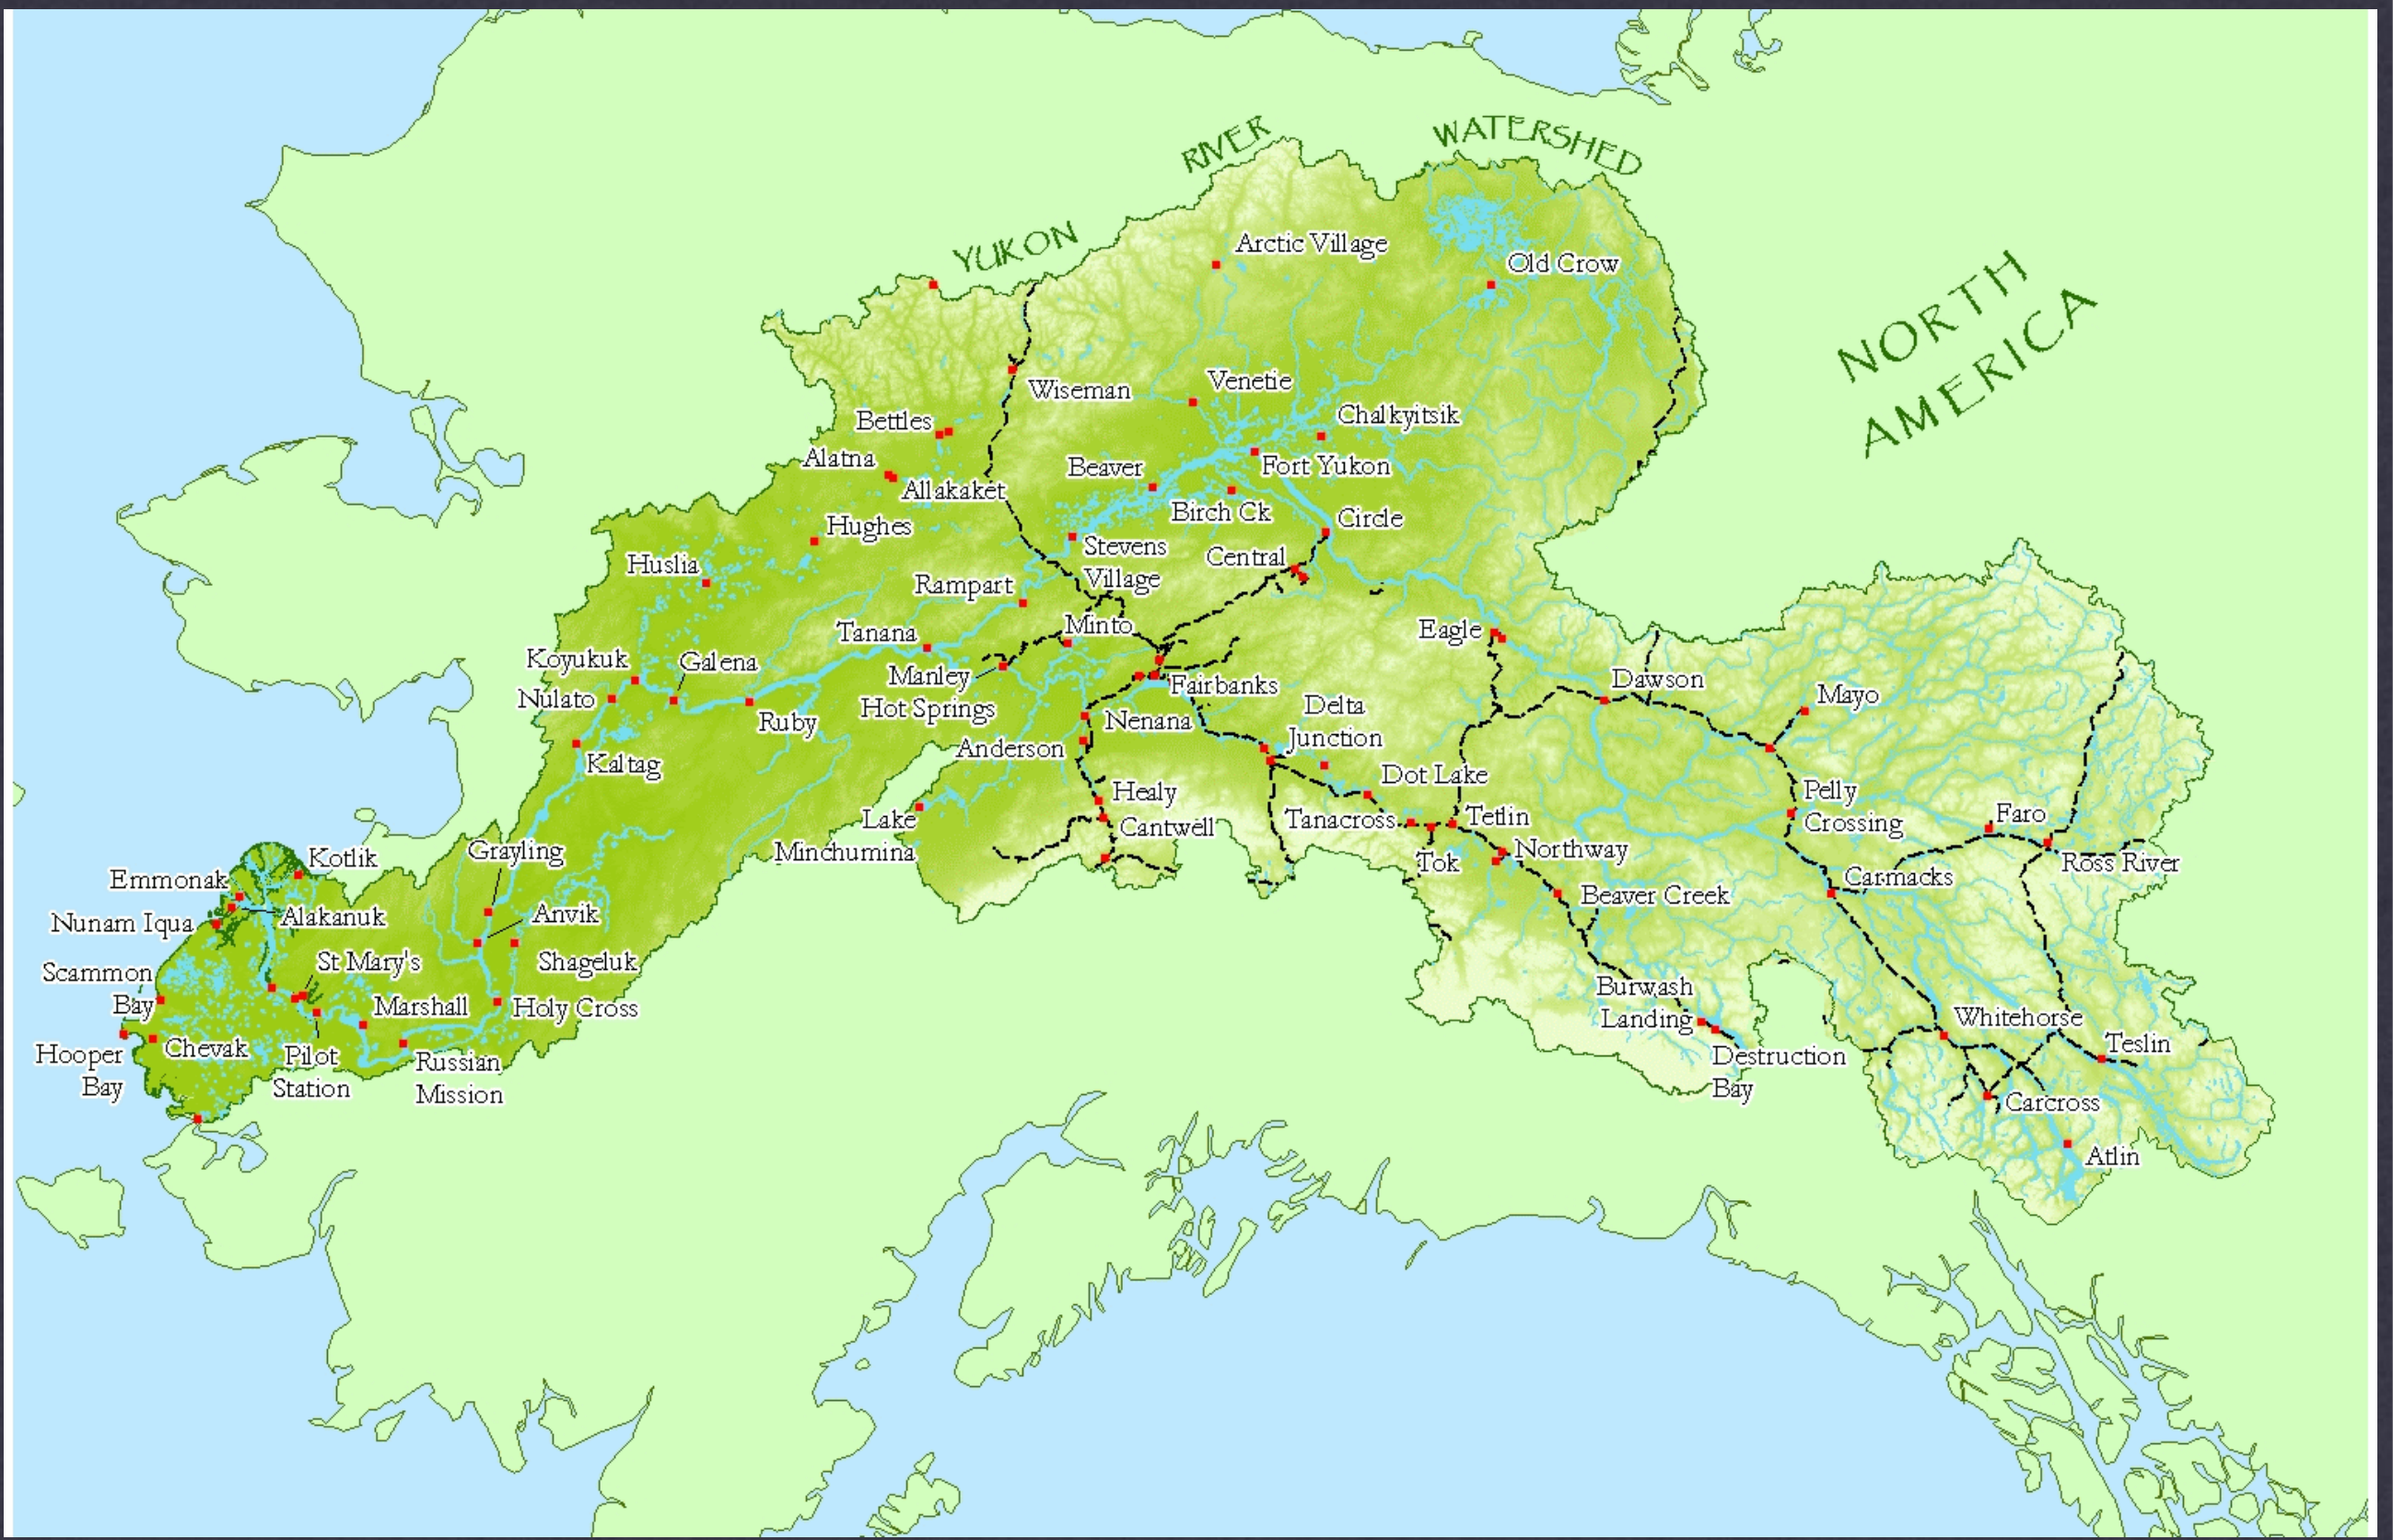 YUKON
RIVER
WATERSHED
NORTH
AMERICA
Arctic Village
Old Crow
Wiseman
Venetie
Bettles
Chalkyitsik
Alatna
Beaver
Fort Yukon
Allakaket
Birch Ck
Circle
Hughes
Stevens
Village
Central
Huslia
Rampart
Minto
Tanana
Eagle
Koyukuk
Galena
Manley
Hot Springs
Fairbanks
Dawson
Mayo
Nulato
Ruby
Nenana
Delta
Junction
Anderson
Kaltag
Dot Lake
Healy
Pelly
Crossing
Lake
Minchumina
Cantwell
Tanacross
Tetlin
Faro
Grayling
Kotlik
Tok
Northway
Ross River
Emmonak
Carmacks
Beaver Creek
Alakanuk
Anvik
Nunam Iqua
St Mary's
Shageluk
Scammon
Bay
Burwash
Landing
Marshall
Holy Cross
Whitehorse
Hooper
Bay
Chevak
Pilot
Station
Russian
Mission
Destruction
Bay
Teslin
Carcross
Atlin